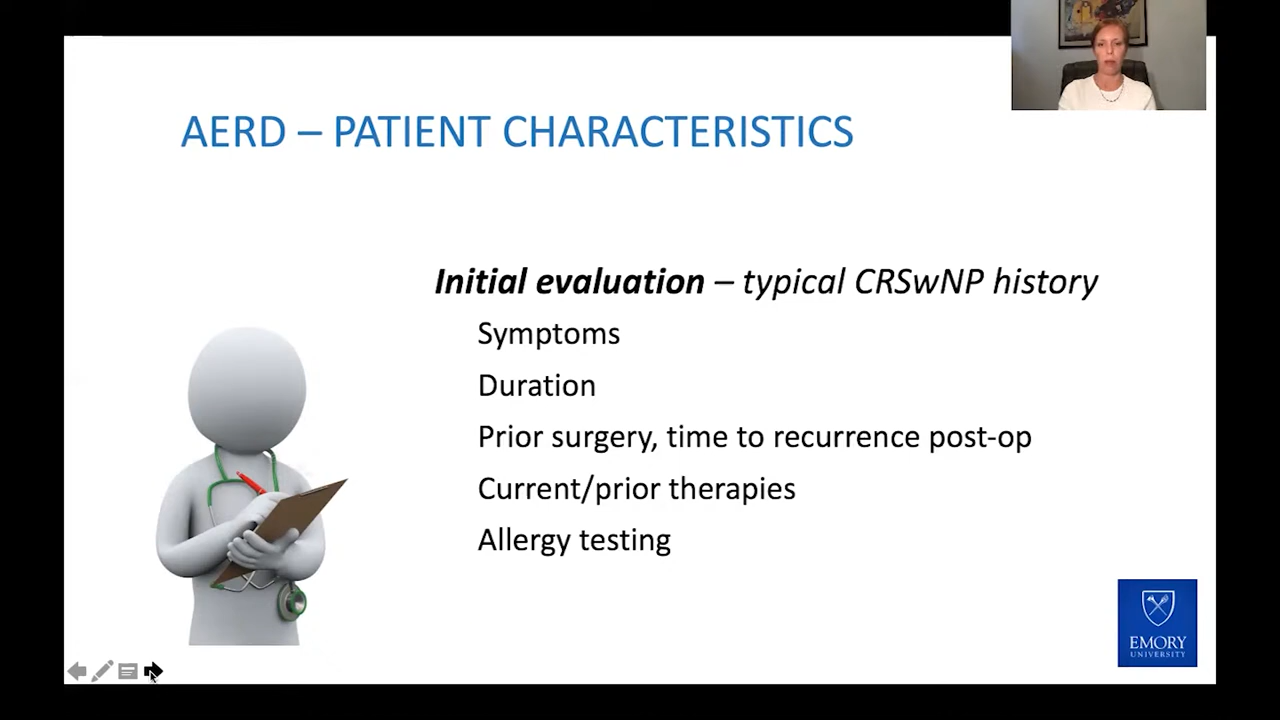 AERD – PATIENT CHARACTERISTICS
Initial evaluation – typical CRSwNP history
Symptoms
Duration
Prior surgery, time to recurrence post-op
Current/prior therapies
Allergy testing
EMORY
UNIVERSITY